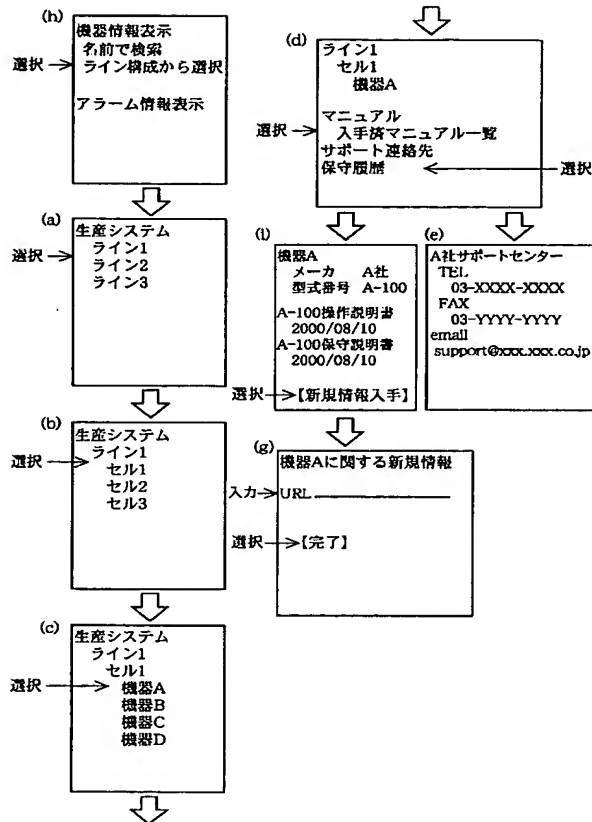 (h)
機器情報表示
名前で検索
選択
ライン構成から選択
アラーム情報表示
(a)
生産システム
選択
ライン1
ライン2
ライン3
(b)
生産システム
選択
ライン1
セル1
セル2
セル3
(c)
生産システム
ライン1
セル1
選択
機器A
機器B
機器C
機器D
(d)
ライン1
セル1
機器A
マニュアル
選択
入手済マニュアル一覧
サポート連絡先
保守履歴
選択
(i)
機器A
メーカ A社
型式番号 A-100
A-100操作説明書
2000/08/10
A-100保守説明書
2000/08/10
選択
【新規情報入手】
(e)
A社サポートセンター
TEL
03-XXXX-XXXX
FAX
03-YYYY-YYYY
email
support@xxx.xxx.co.jp
(g)
機器Aに関する新規情報
入力
URL
選択
【完了】